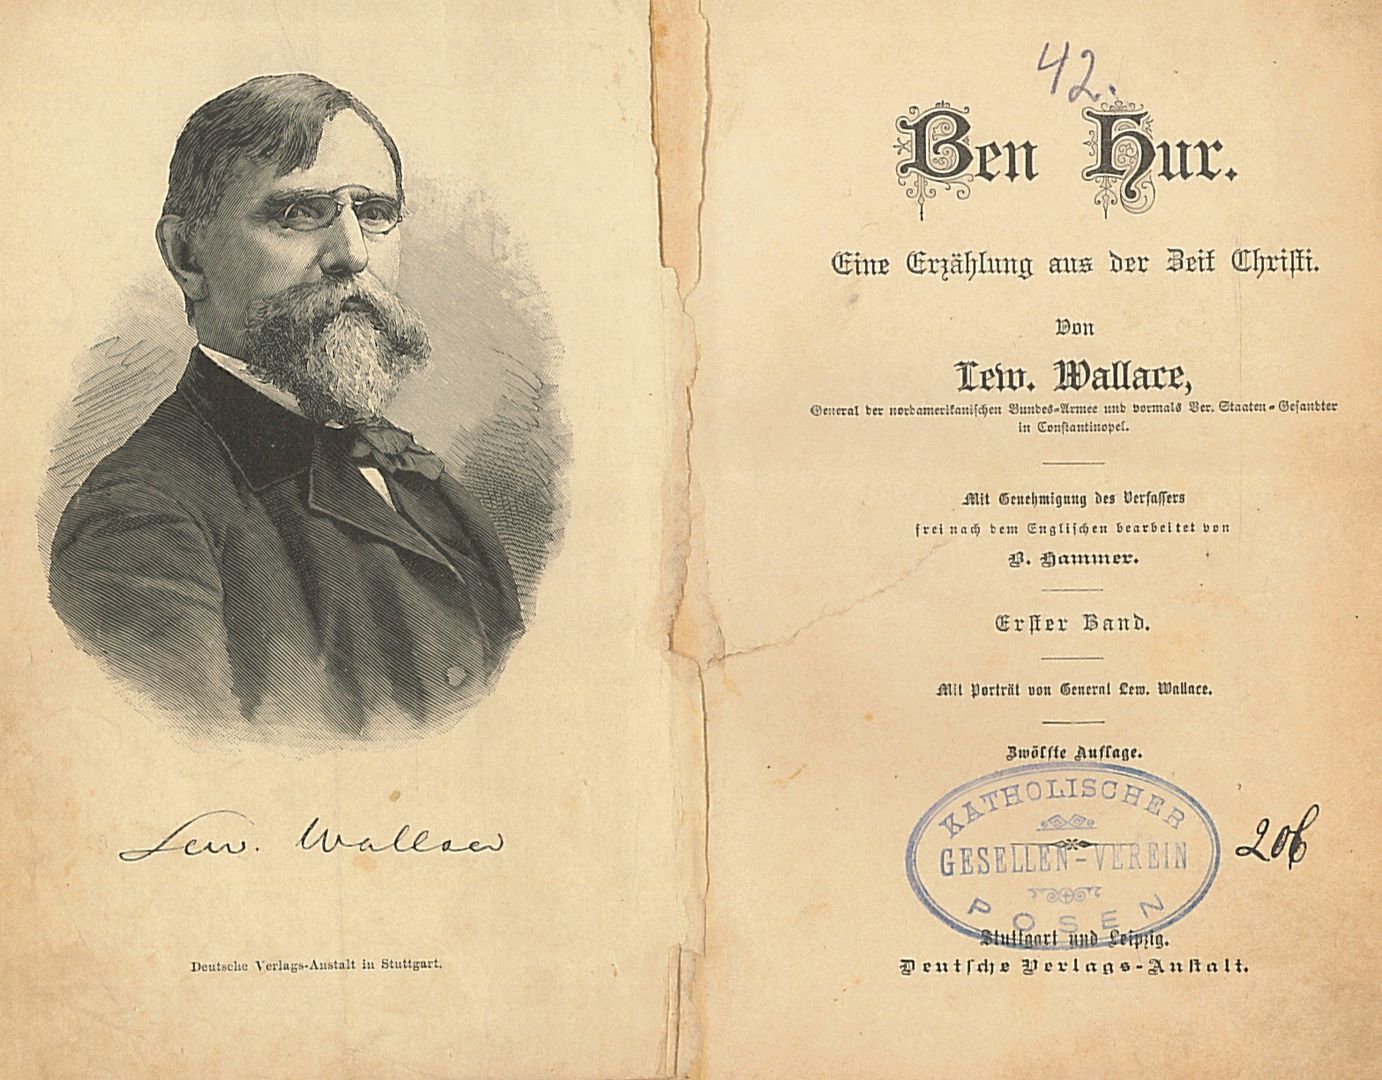 Lew. Wallace
Deutsche Verlags-Anstalt in Stuttgart.
42.
Ben Hur.
Eine Erzählung aus der Zeit Christi.
Von
Lew. Wallace,
General der nordamerikanischen Bundes-Armee und vormals Ver. Staaten-Gesandter
in Constantinopel.
Mit Genehmigung des Verfassers
frei nach dem Englischen bearbeitet von
B. Hammer.
Erster Band.
Mit Porträt von General Lew. Wallace.
Zwölfte Auflage.
KATHOLISCHER
GESELLEN-VEREIN
POSEN
206
Stuttgart und Leipzig.
Deutsche Verlags-Anstalt.